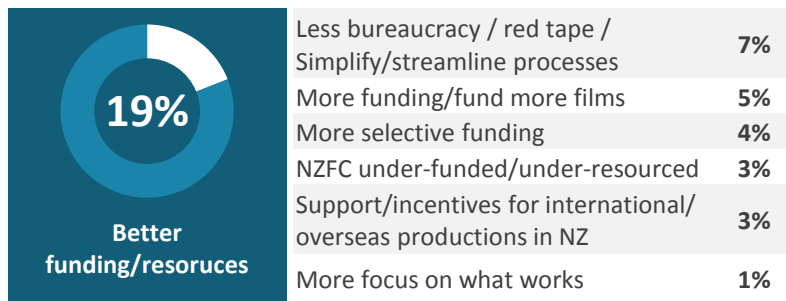 19%
Better
funding/resoruces
Less bureaucracy / red tape /
Simplify/streamline processes
7%
More funding/fund more films 5%
More selective funding 4%
NZFC under-funded/under-resourced 3%
Support/incentives for international/
overseas productions in NZ
3%
More focus on what works 1%